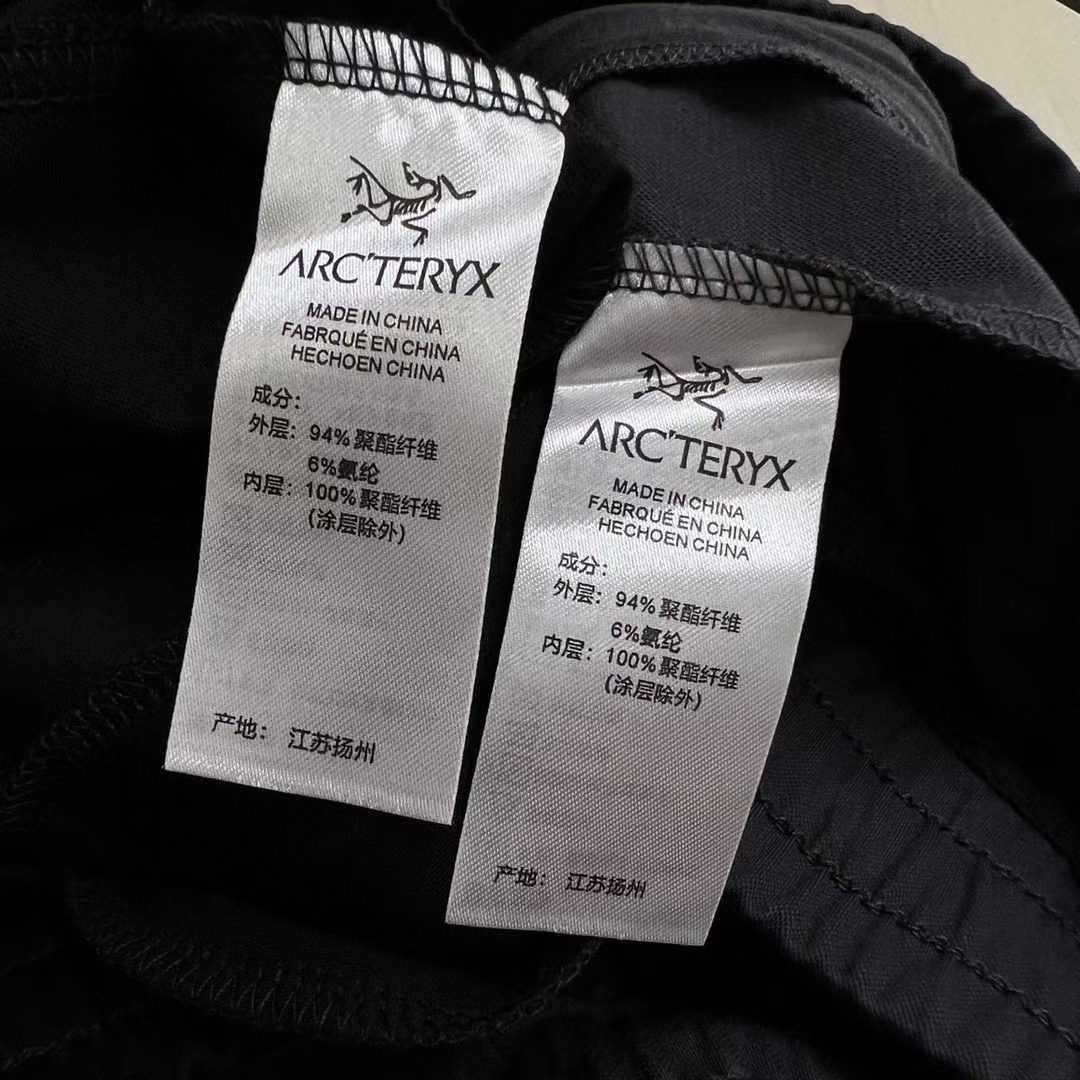 ARC'TERYX
MADE IN CHINA
FABRQUÉ EN CHINA
HECHOEN CHINA
成分：
外层：94%聚酯纤维
6%氨纶
内层：100%聚酯纤维
(涂层除外)
产地：江苏扬州
ARC'TERYX
MADE IN CHINA
FABRQUÉ EN CHINA
HECHOEN CHINA
成分：
外层：94%聚酯纤维
6%氨纶
内层：100%聚酯纤维
(涂层除外)
产地：江苏扬州